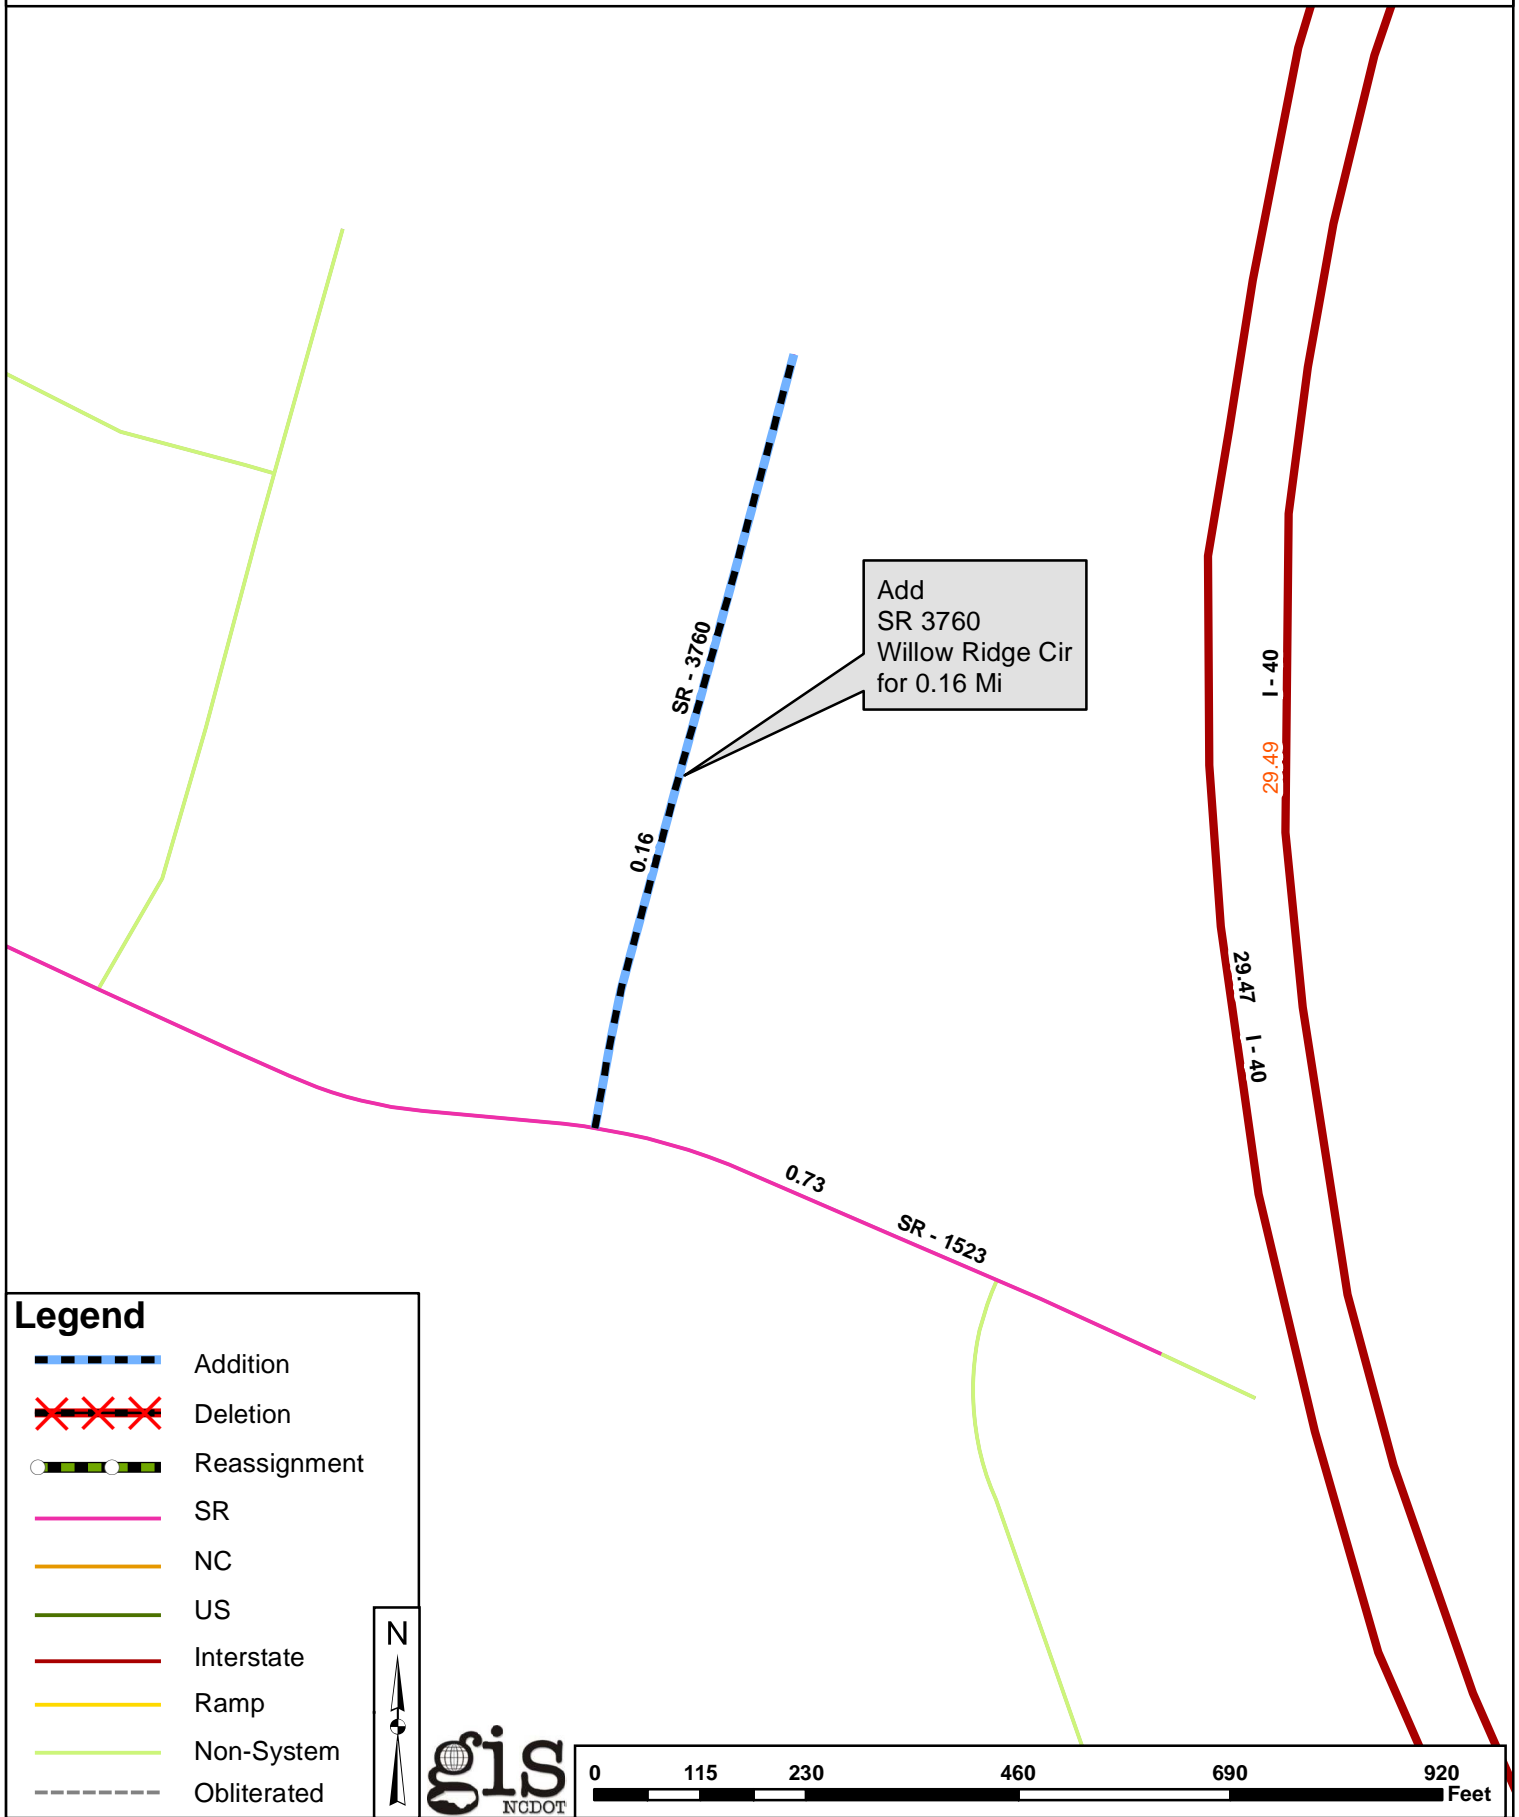 Add
SR 3760
Willow Ridge Cir
for 0.16 Mi
SR - 3760
0.16
I - 40
29.49
29.47
I - 40
0.73
SR - 1523
Legend
Addition
Deletion
Reassignment
SR
NC
US
Interstate
Ramp
Non-System
Obliterated
N
gis
NCDOT
0 115 230 460 690 920
Feet